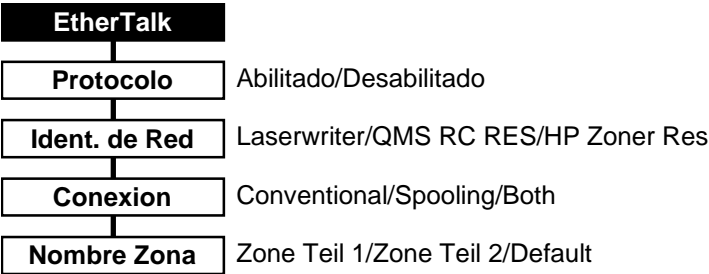 EtherTalk
Protocolo Abilitado/Desabilitado
Ident. de Red Laserwriter/QMS RC RES/HP Zoner Res
Conexion Conventional/Spooling/Both
Nombre Zona Zone Teil 1/Zone Teil 2/Default